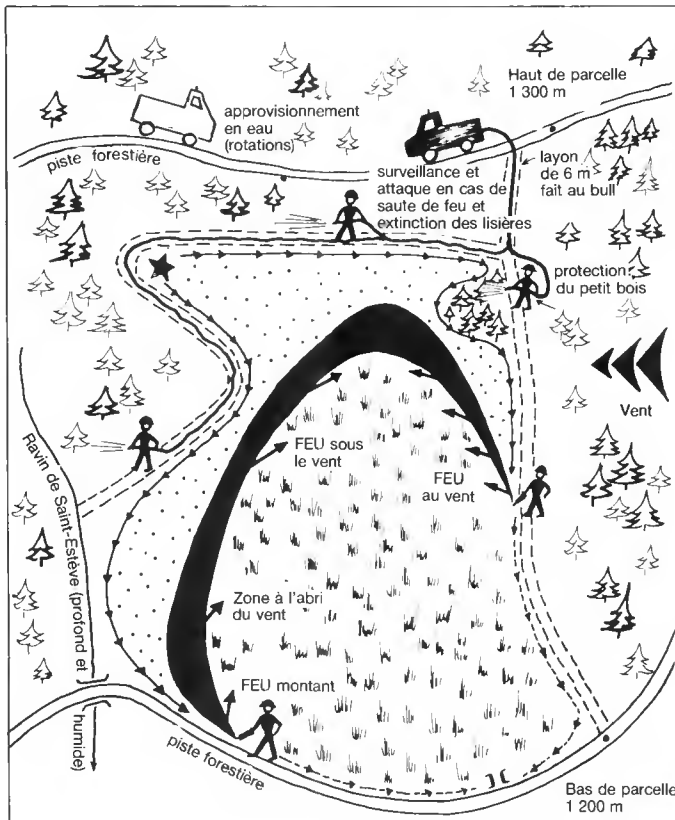 Haut de parcelle
1 300 m
approvisionnement
en eau
(rotations)
piste forestière
surveillance et
attaque en cas de
saute de feu et
extinction des lisières
layon
de 6 m
fait au bull
protection
du petit bois
Vent
FEU sous
le vent
FEU
au vent
Ravin de Saint-Estève (profond et
humide)
Zone à l'abri
du vent
FEU montant
piste forestière
Bas de parcelle
1 200 m